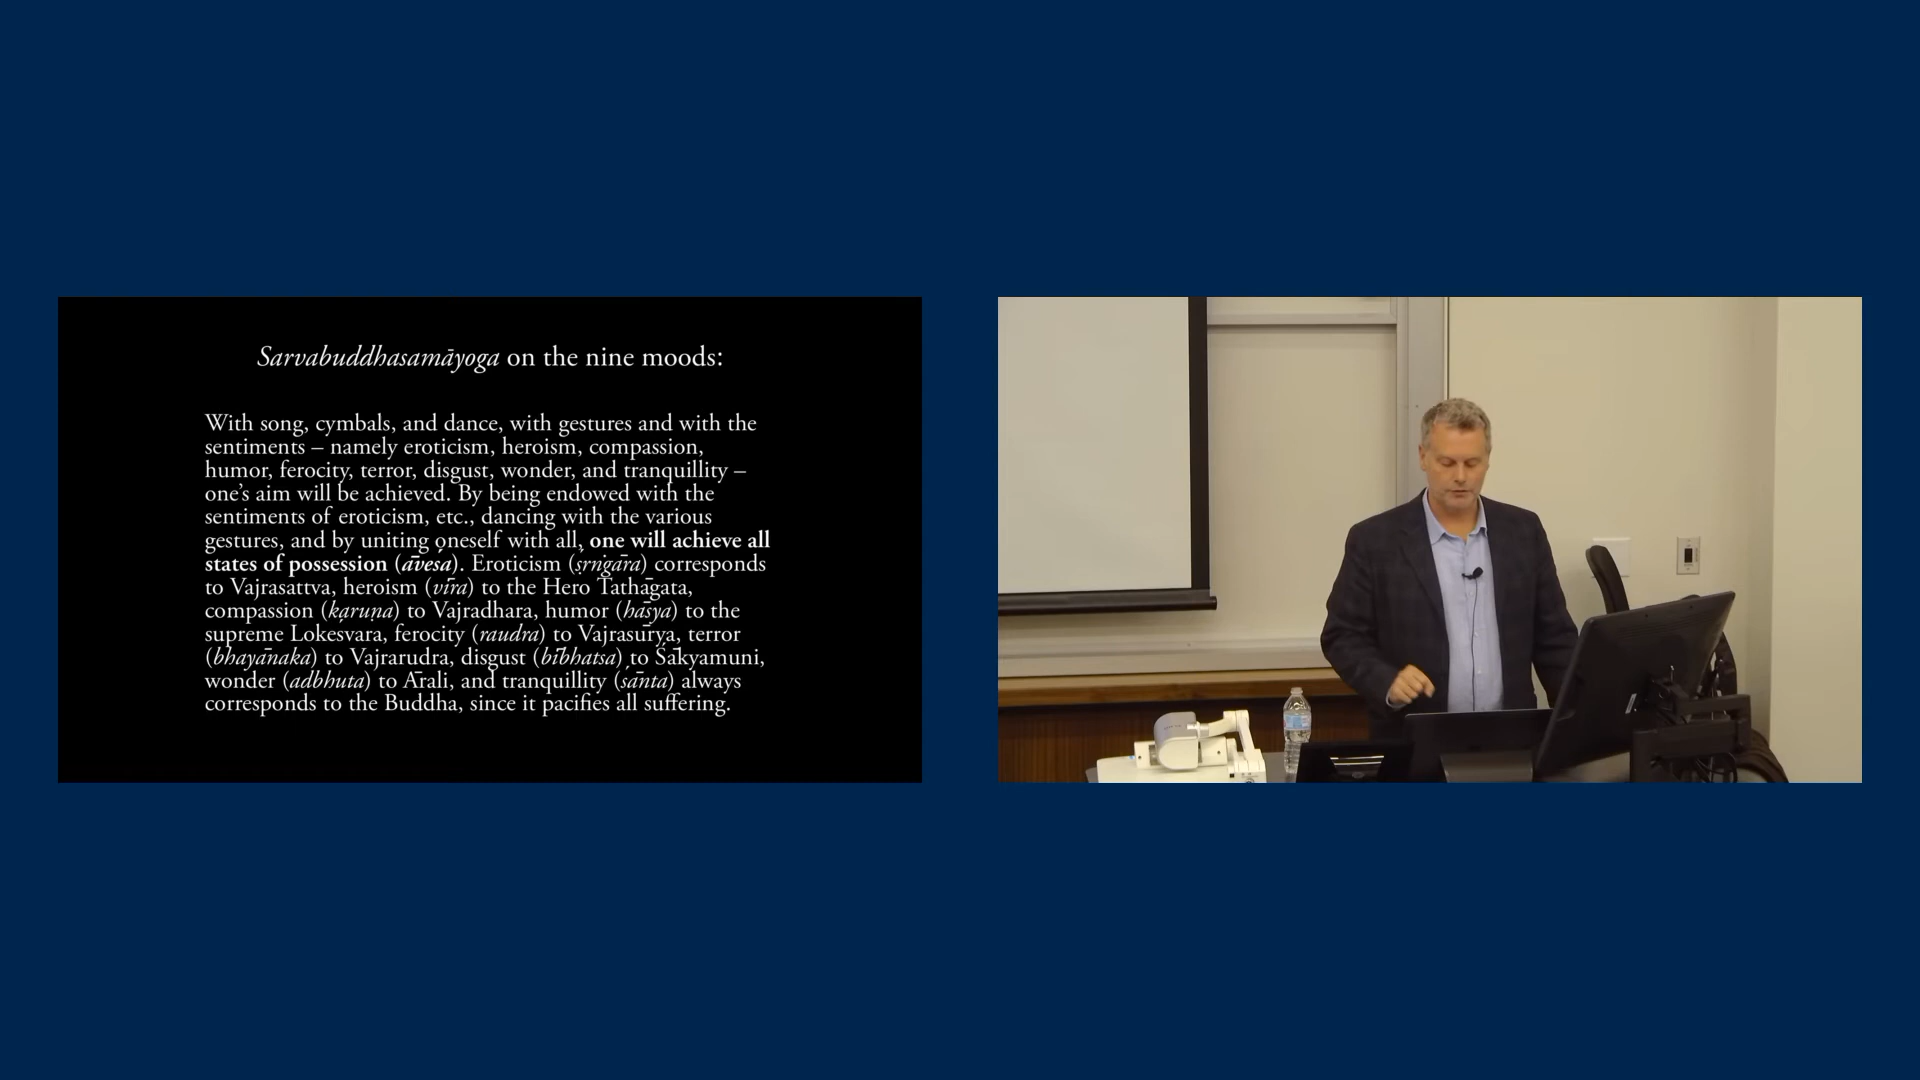 Sarvabuddhasamāyoga on the nine moods:
With song, cymbals, and dance, with gestures and with the
sentiments – namely eroticism, heroism, compassion,
humor, ferocity, terror, disgust, wonder, and tranquillity –
one’s aim will be achieved. By being endowed with the
sentiments of eroticism, etc., dancing with the various
gestures, and by uniting oneself with all, one will achieve all
states of possession (āveśa). Eroticism (śṛṅgāra) corresponds
to Vajrasattva, heroism (vīra) to the Hero Tathāgata,
compassion (karuṇa) to Vajradhara, humor (hāsya) to the
supreme Lokesvara, ferocity (raudra) to Vajrasūrya, terror
(bhayānaka) to Vajrarudra, disgust (bībhatsa) to Śākyamuni,
wonder (adbhuta) to Ārali, and tranquillity (śānta) always
corresponds to the Buddha, since it pacifies all suffering.